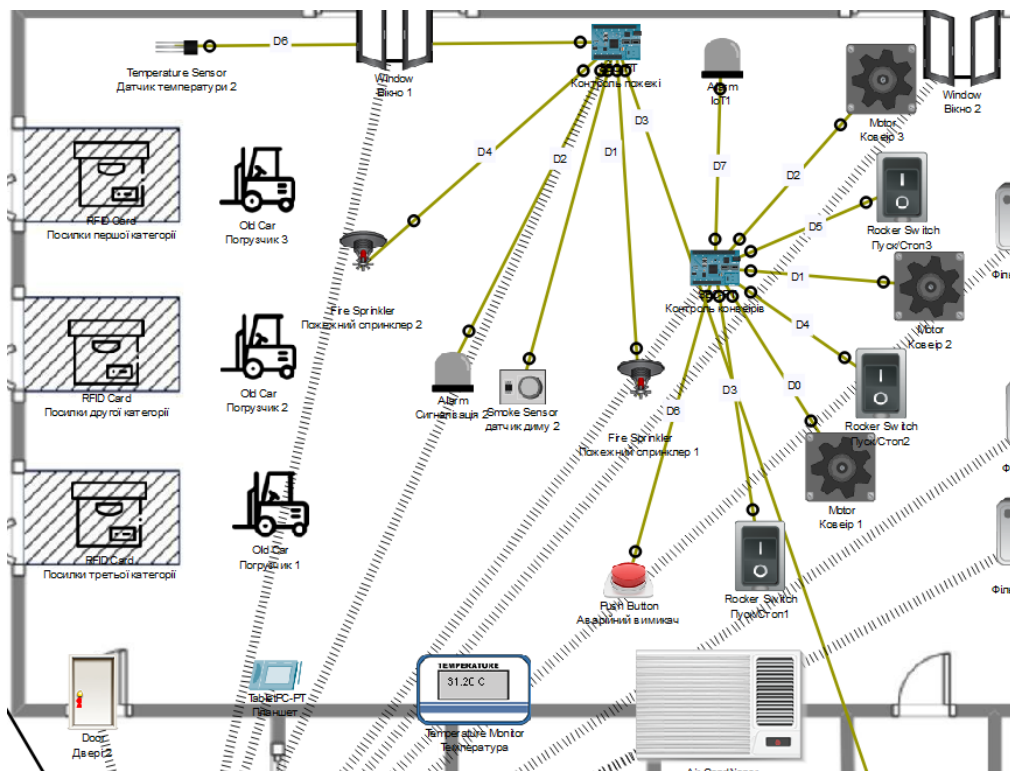 D6
Temperature Sensor
Датчик температури 2
Window
Вікно 1
Контроль пожежі
Alarm
IoT1
Motor
Ковеір 3
Window
Вікно 2
D4
D2
D1
D3
D7
D2
D5
RFID Card
Посилки першої категорії
Old Car
Погрузчик 3
Rocker Switch
Пуск/Стоп3
Fire Sprinkler
Пожежний спринклер 2
Контроль конвеірів
D1
D4
Motor
Ковеір 2
RFID Card
Посилки другої категорії
Old Car
Погрузчик 2
Alarm
Сигналізація 2
Smoke Sensor
датчик диму 2
D6
D3
D0
Fire Sprinkler
Пожежний спринклер 1
Rocker Switch
Пуск/Стоп2
Motor
Ковеір 1
RFID Card
Посилки третьої категорії
Old Car
Погрузчик 1
Push Button
Аварійний вимикач
Rocker Switch
Пуск/Стоп1
TEMPERATURE
31.20 C
Door
Двері 2
TabletPC-PT
Планшет
Temperature Monitor
Температура